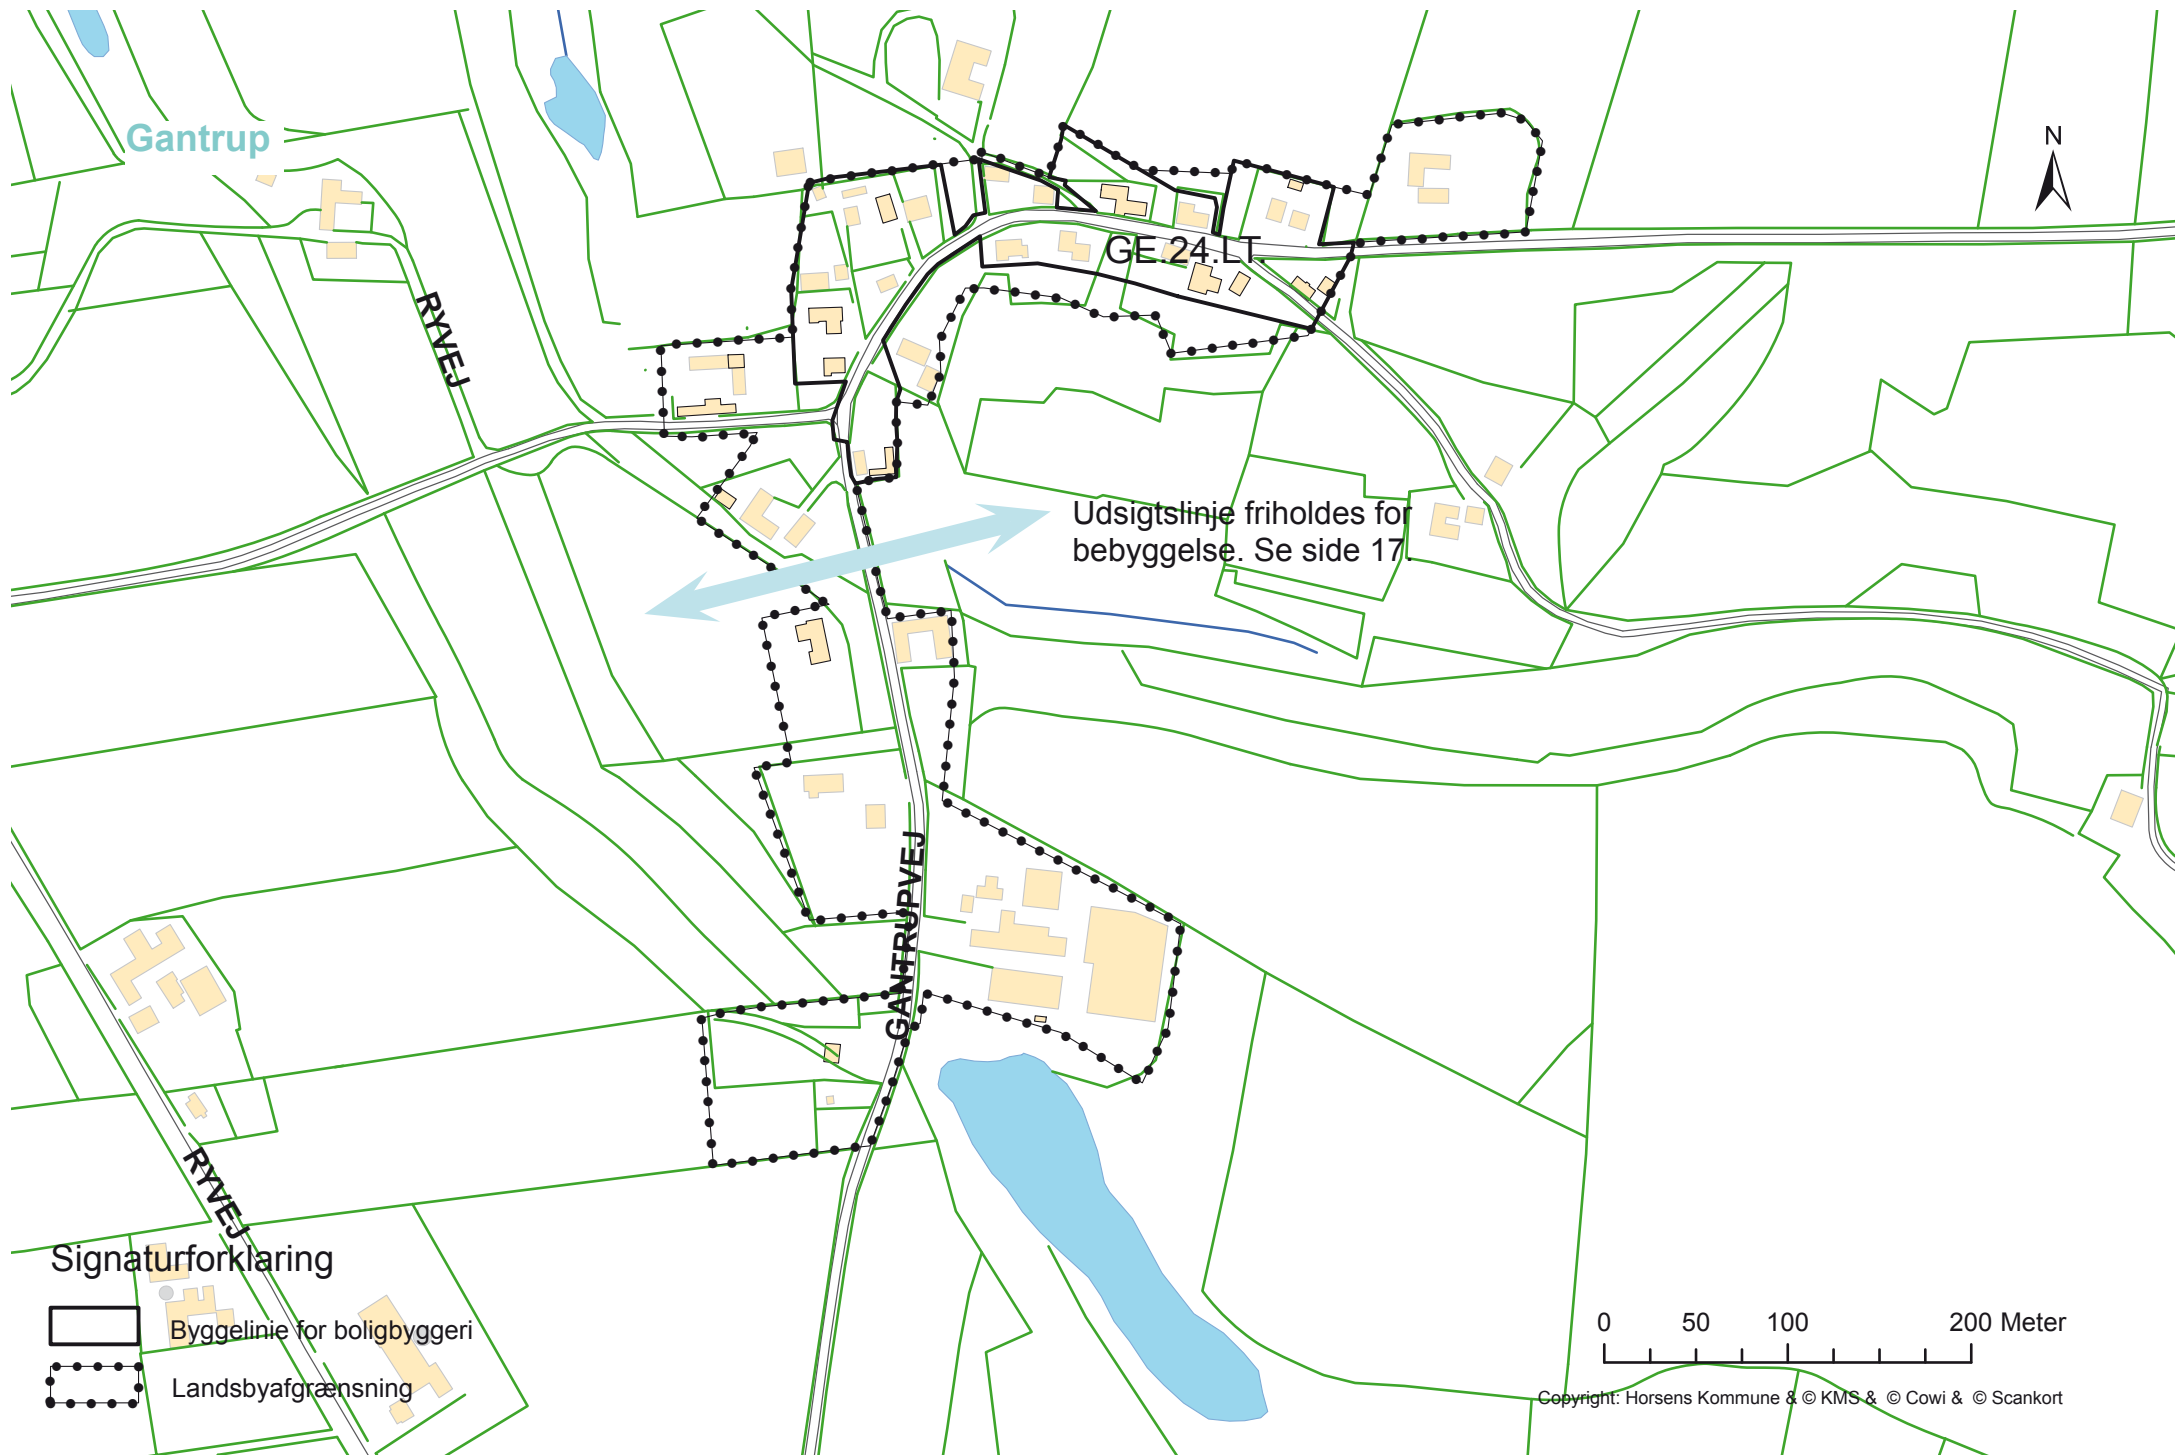 Gantrup
N
RYVEJ
GE.24.LT.
Udsigtslinje friholdes for
bebyggelse. Se side 17.
GANTRUPVEJ
RYVEJ
Signaturforklaring
Byggelinie for boligbyggeri
Landsbyafgrænsning
0 50 100 200 Meter
Copyright: Horsens Kommune & © KMS & © Cowi & © Scankort